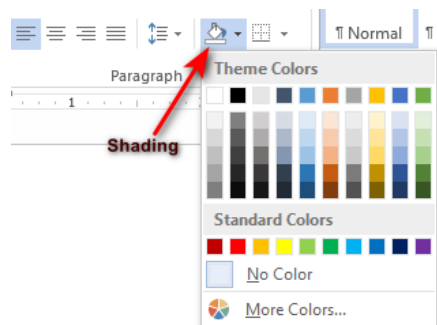 ¶ Normal ¶
Paragraph
Theme Colors
1
Shading
Standard Colors
No Color
More Colors...